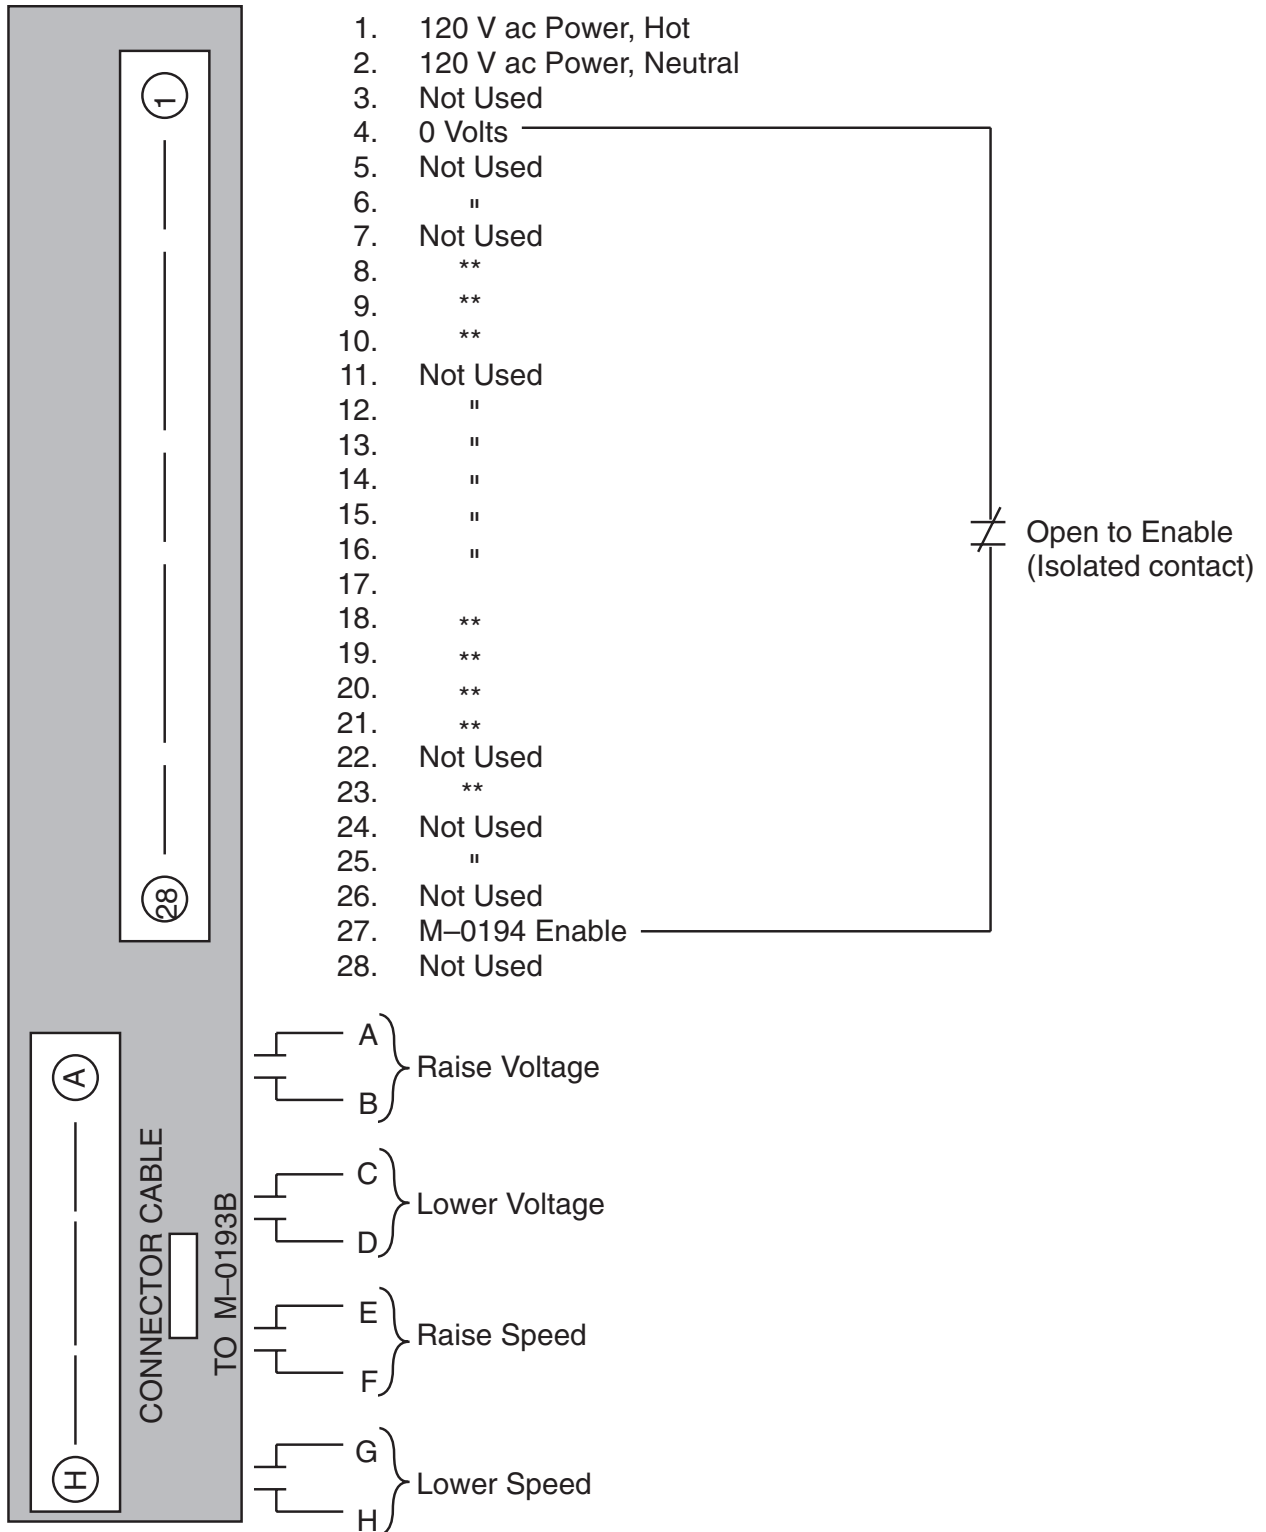 1. 120 V ac Power, Hot
2. 120 V ac Power, Neutral
3. Not Used
4. 0 Volts
5. Not Used
6. "
7. Not Used
8. **
9. **
10. **
11. Not Used
12. "
13. "
14. "
15. "
16. "
17.
18. **
19. **
20. **
21. **
22. Not Used
23. **
24. Not Used
25. "
26. Not Used
27. M–0194 Enable
28. Not Used
Open to Enable
(Isolated contact)
1
28
A
H
CONNECTOR CABLE
TO M–0193B
A
B
Raise Voltage
C
D
Lower Voltage
E
F
Raise Speed
G
H
Lower Speed